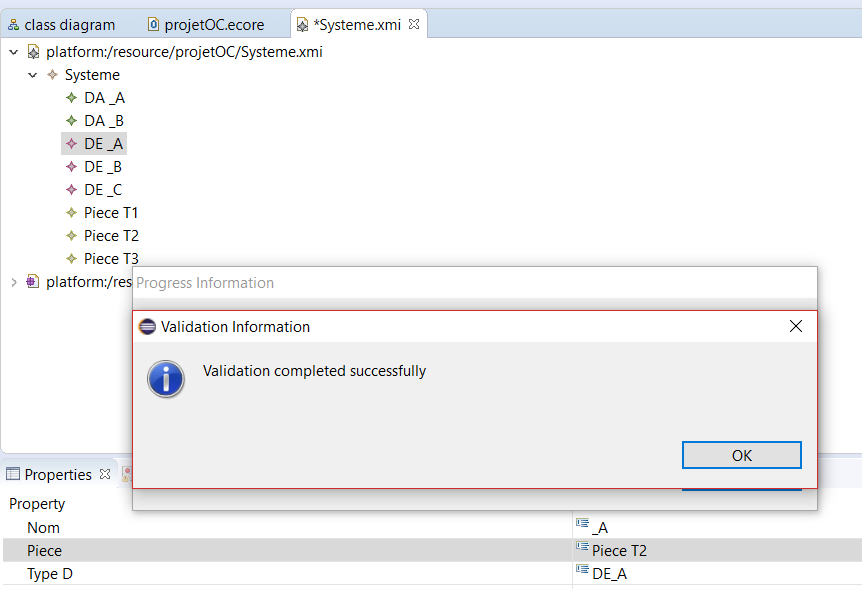 class diagram projetOC.ecore *Systeme.xmi
platform:/resource/projetOC/Systeme.xmi
Systeme
DA _A
DA _B
DE _A
DE _B
DE _C
Piece T1
Piece T2
Piece T3
platform:/res
Progress Information
Validation Information
Validation completed successfully
OK
Properties
Property
Nom _A
Piece Piece T2
Type D DE_A